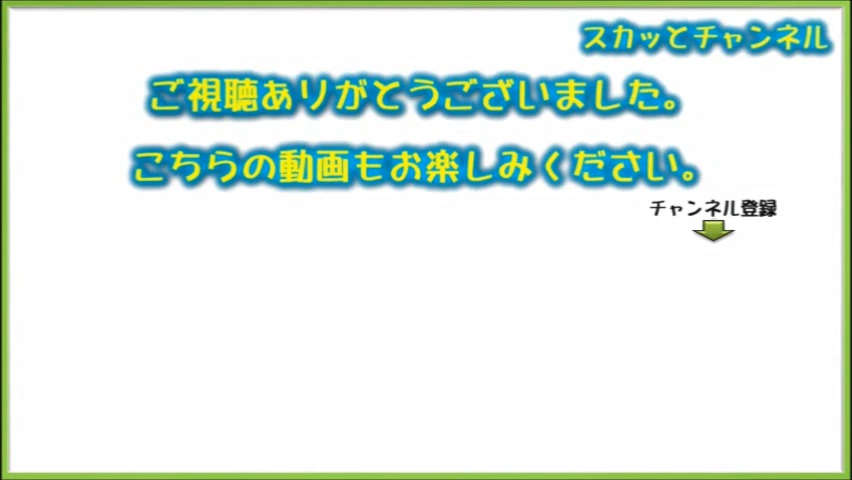 スカッとチャンネル
ご視聴ありがとうございました。
こちらの動画もお楽しみください。
チャンネル登録